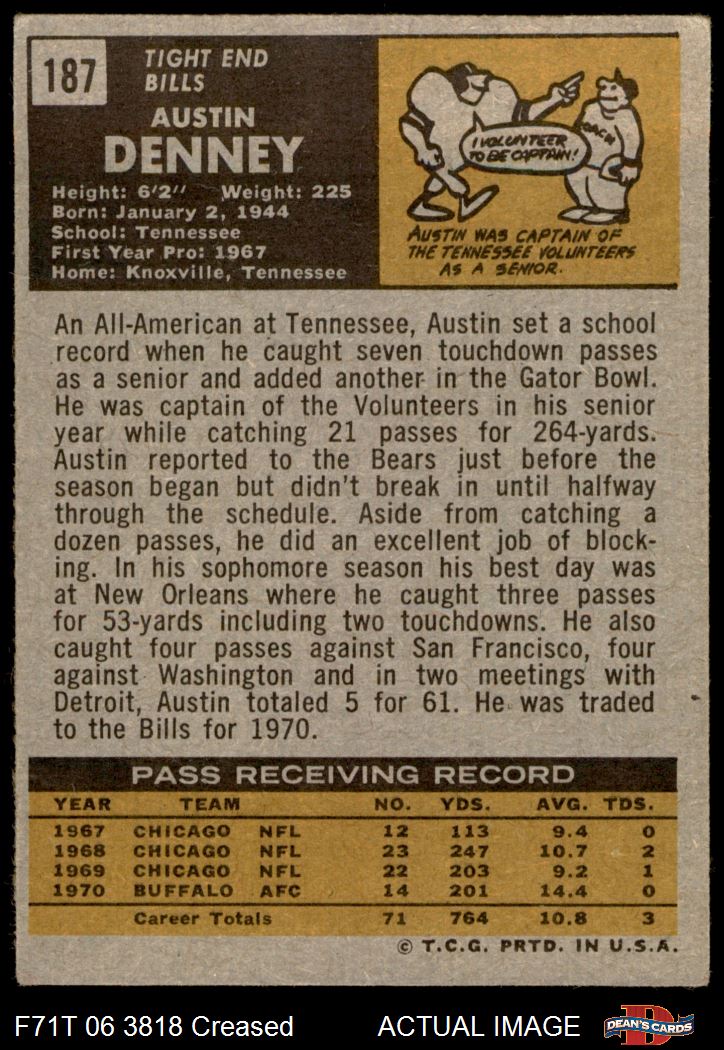 187
TIGHT END
BILLS
AUSTIN
DENNEY
Height: 6'2" Weight: 225
Born: January 2, 1944
School: Tennessee
First Year Pro: 1967
Home: Knoxville, Tennessee
I VOLUNTEER
TO BE CAPTAIN!
COACH
AUSTIN WAS CAPTAIN OF
THE TENNESSEE VOLUNTEERS
AS A SENIOR.
An All-American at Tennessee, Austin set a school
record when he caught seven touchdown passes
as a senior and added another in the Gator Bowl.
He was captain of the Volunteers in his senior
year while catching 21 passes for 264-yards.
Austin reported to the Bears just before the
season began but didn't break in until halfway
through the schedule. Aside from catching a
dozen passes, he did an excellent job of block-
ing. In his sophomore season his best day was
at New Orleans where he caught three passes
for 53-yards including two touchdowns. He also
caught four passes against San Francisco, four
against Washington and in two meetings with
Detroit, Austin totaled 5 for 61. He was traded
to the Bills for 1970.
PASS RECEIVING RECORD
YEAR TEAM NO. YDS. AVG. TDS.
1967 CHICAGO NFL 12 113 9.4 0
1968 CHICAGO NFL 23 247 10.7 2
1969 CHICAGO NFL 22 203 9.2 1
1970 BUFFALO AFC 14 201 14.4 0
Career Totals 71 764 10.8 3
© T.C.G. PRTD. IN U.S.A.
F71T 06 3818 Creased ACTUAL IMAGE
D
DEAN'S CARDS